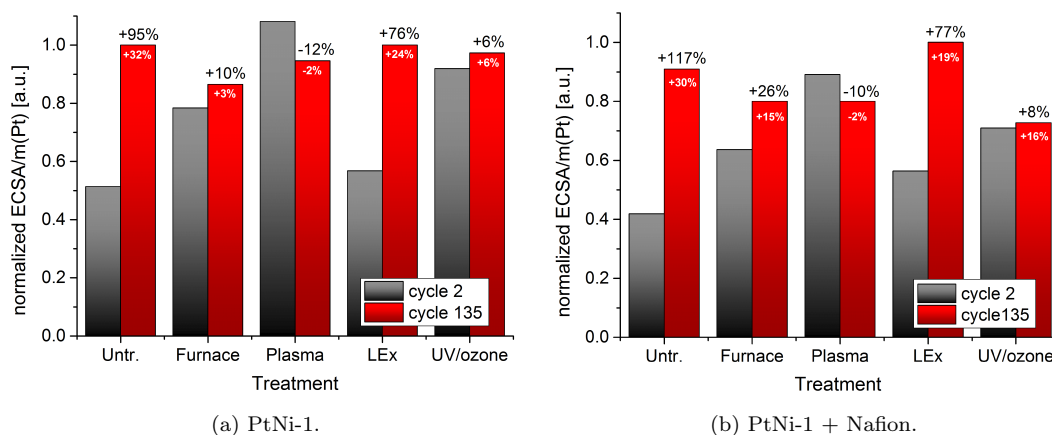 +95%
+32%
+10%
+3%
-12%
-2%
+76%
+24%
+6%
+6%
normalized ECSA/m(Pt) [a.u.]
1.0
0.8
0.6
0.4
0.2
0.0
cycle 2
cycle 135
Untr. Furnace Plasma LEx UV/ozone
Treatment
(a) PtNi-1.
+117%
+30%
+26%
+15%
-10%
-2%
+77%
+19%
+8%
+16%
normalized ECSA/m(Pt) [a.u.]
1.0
0.8
0.6
0.4
0.2
0.0
cycle 2
cycle135
Untr. Furnace Plasma LEx UV/ozone
Treatment
(b) PtNi-1 + Nafion.